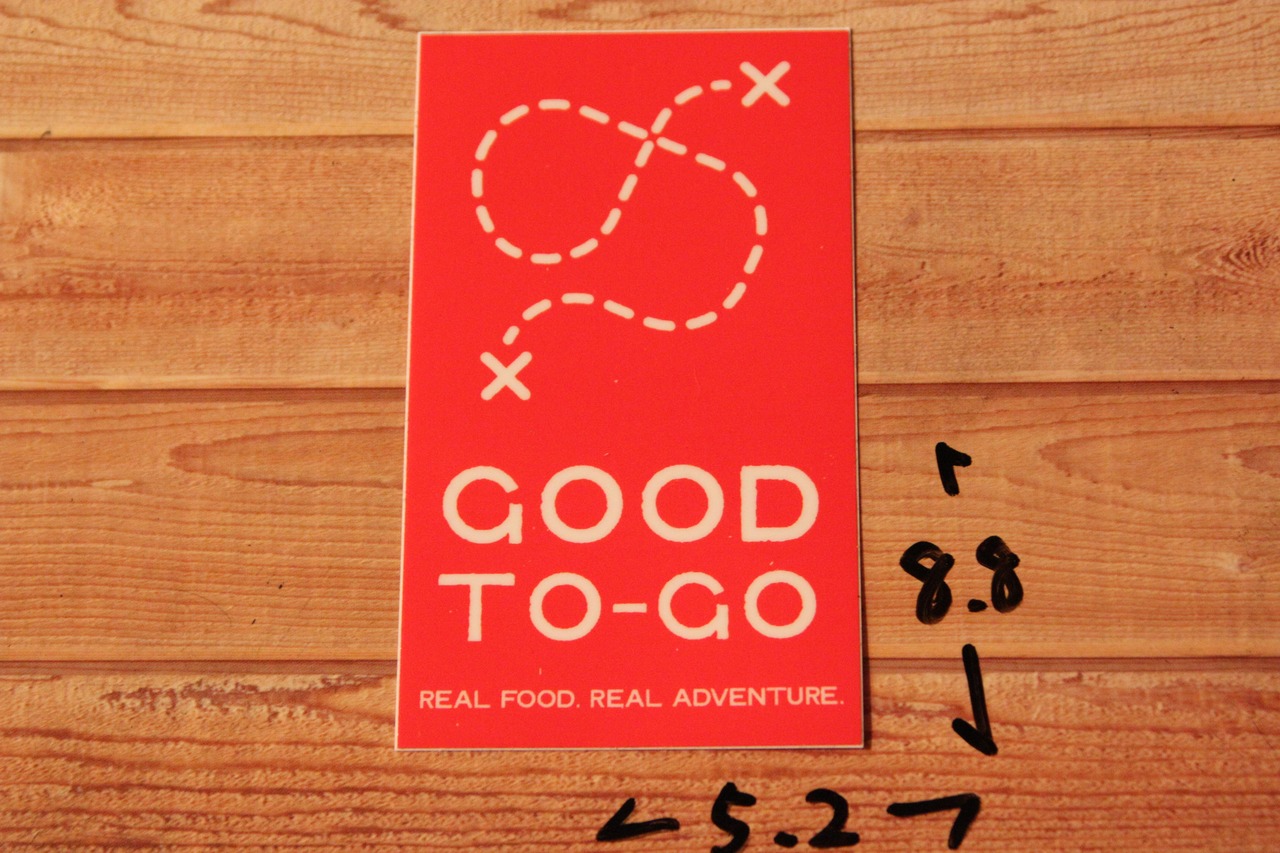 GOOD
TO-GO
REAL FOOD. REAL ADVENTURE.
8.8
5.2